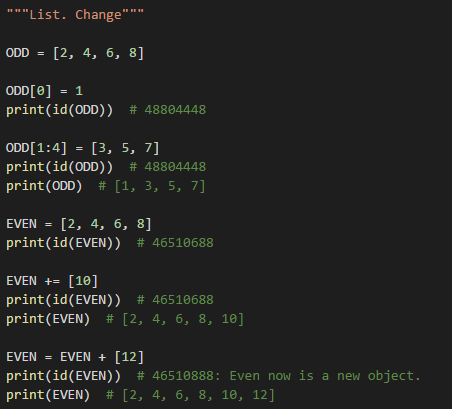 """List. Change"""
ODD = [2, 4, 6, 8]
ODD[0] = 1
print(id(ODD))  # 48804448
ODD[1:4] = [3, 5, 7]
print(id(ODD))  # 48804448
print(ODD)  # [1, 3, 5, 7]
EVEN = [2, 4, 6, 8]
print(id(EVEN))  # 46510688
EVEN += [10]
print(id(EVEN))  # 46510688
print(EVEN)  # [2, 4, 6, 8, 10]
EVEN = EVEN + [12]
print(id(EVEN))  # 46510888: Even now is a new object.
print(EVEN)  # [2, 4, 6, 8, 10, 12]